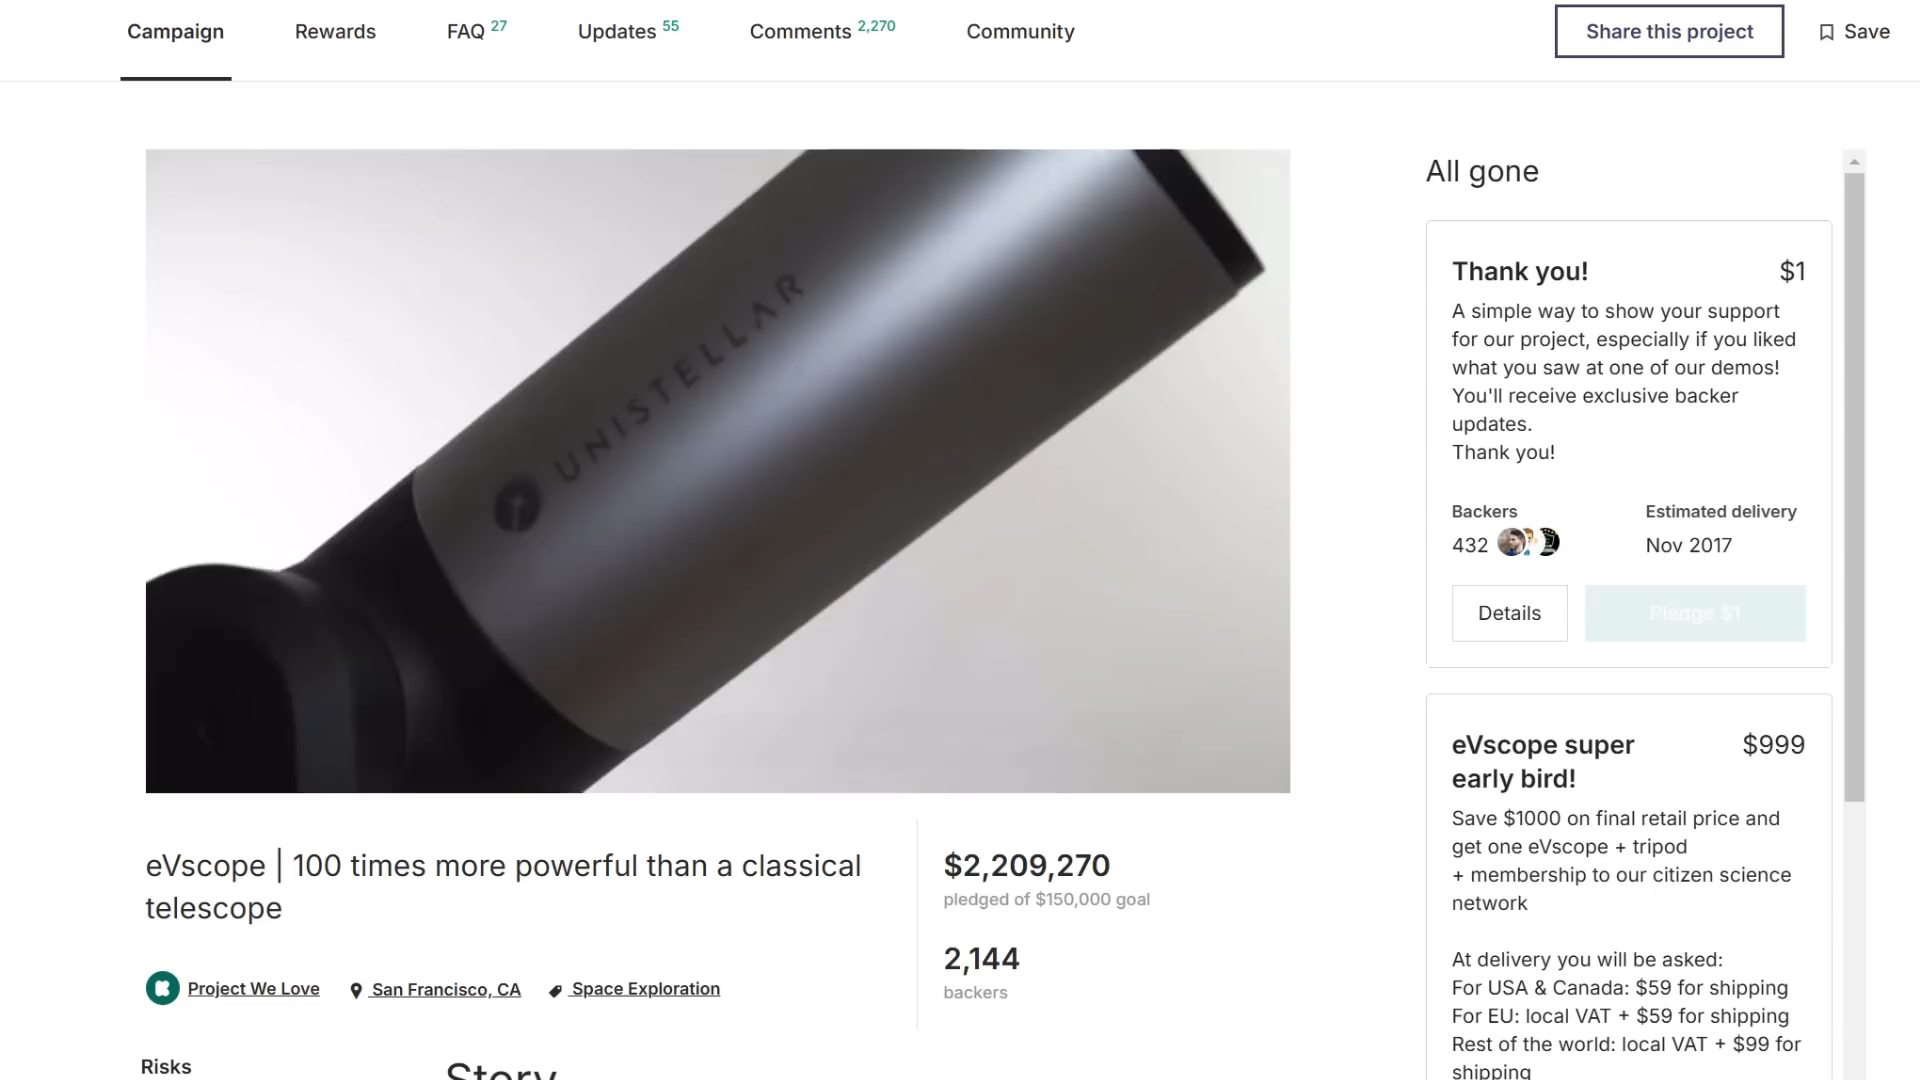 Campaign
Rewards
FAQ 27
Updates 55
Comments 2,270
Community
Share this project
Save
UNISTELLAR
All gone
Thank you!
$1
A simple way to show your support
for our project, especially if you liked
what you saw at one of our demos!
You'll receive exclusive backer
updates.
Thank you!
Backers
Estimated delivery
432
Nov 2017
Details
Pledge $1
eVscope super
early bird!
$999
Save $1000 on final retail price and
get one eVscope + tripod
+ membership to our citizen science
network
At delivery you will be asked:
For USA & Canada: $59 for shipping
For EU: local VAT + $59 for shipping
Rest of the world: local VAT + $99 for
shipping
eVscope | 100 times more powerful than a classical
telescope
$2,209,270
pledged of $150,000 goal
2,144
backers
Project We Love
San Francisco, CA
Space Exploration
Risks
Story